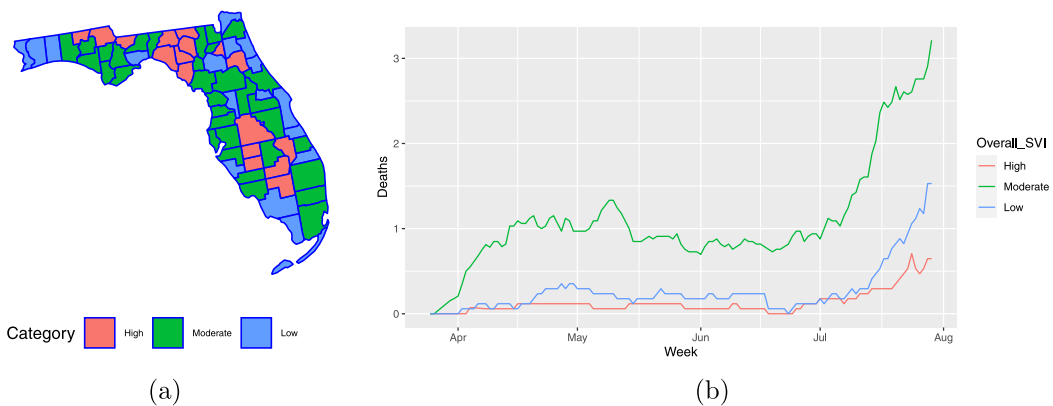 Category
High
Moderate
Low
(a)
Deaths
3
2
1
0
Apr
May
Jun
Jul
Aug
Week
Overall_SVI
High
Moderate
Low
(b)